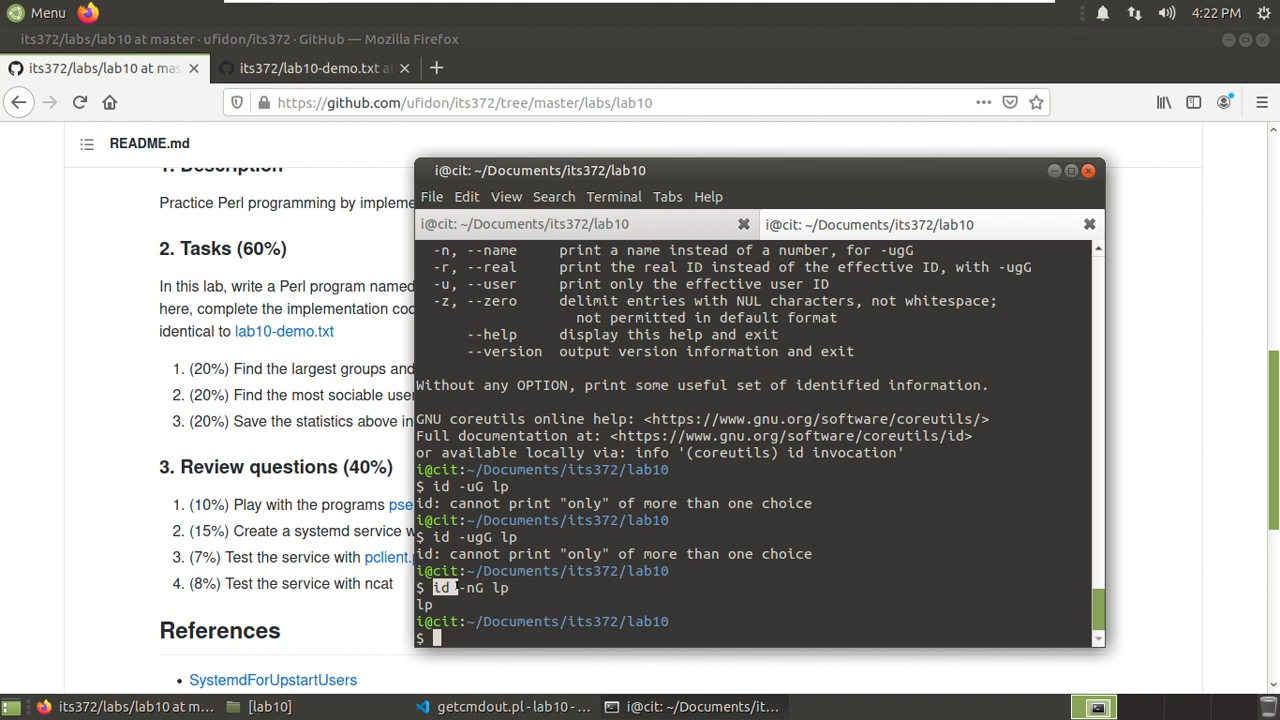 Menu
4:22 PM
its372/labs/lab10 at master · ufidon/its372 · GitHub — Mozilla Firefox
its372/labs/lab10 at mas
its372/lab10-demo.txt a
https://github.com/ufidon/its372/tree/master/labs/lab10
README.md
1. Description
Practice Perl programming by impleme
2. Tasks (60%)
In this lab, write a Perl program named
here, complete the implementation co
identical to lab10-demo.txt
1. (20%) Find the largest groups and
2. (20%) Find the most sociable use
3. (20%) Save the statistics above in
3. Review questions (40%)
1. (10%) Play with the programs pse
2. (15%) Create a systemd service w
3. (7%) Test the service with pclient.
4. (8%) Test the service with ncat
References
• SystemdForUpstartUsers
i@cit: ~/Documents/its372/lab10
File Edit View Search Terminal Tabs Help
i@cit: ~/Documents/its372/lab10
i@cit: ~/Documents/its372/lab10
-n, --name print a name instead of a number, for -ugG
-r, --real print the real ID instead of the effective ID, with -ugG
-u, --user print only the effective user ID
-z, --zero delimit entries with NUL characters, not whitespace;
not permitted in default format
--help display this help and exit
--version output version information and exit
Without any OPTION, print some useful set of identified information.
GNU coreutils online help: <https://www.gnu.org/software/coreutils/>
Full documentation at: <https://www.gnu.org/software/coreutils/id>
or available locally via: info '(coreutils) id invocation'
i@cit:~/Documents/its372/lab10
$ id -uG lp
id: cannot print "only" of more than one choice
i@cit:~/Documents/its372/lab10
$ id -ugG lp
id: cannot print "only" of more than one choice
i@cit:~/Documents/its372/lab10
$ id -nG lp
lp
i@cit:~/Documents/its372/lab10
$
its372/labs/lab10 at m...
[lab10]
getcmdout.pl - lab10 - ...
i@cit: ~/Documents/its37...